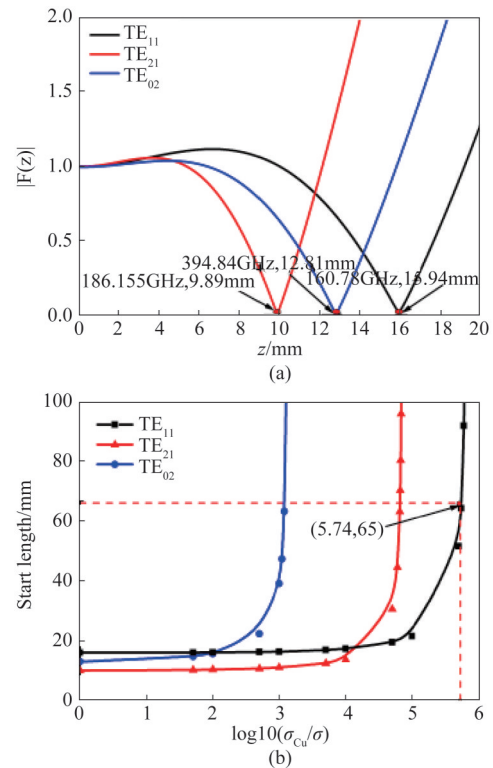 2.0
1.5
1.0
0.5
0.0
|F(z)|
TE₁₁
TE₂₁
TE₀₂
394.84GHz,12.81mm
186.155GHz,9.89mm
160.78GHz,15.94mm
0 2 4 6 8 10 12 14 16 18 20
z/mm
(a)
100
80
60
40
20
0
Start length/mm
TE₁₁
TE₂₁
TE₀₂
(5.74,65)
0 1 2 3 4 5 6
log10(σCu/σ)
(b)